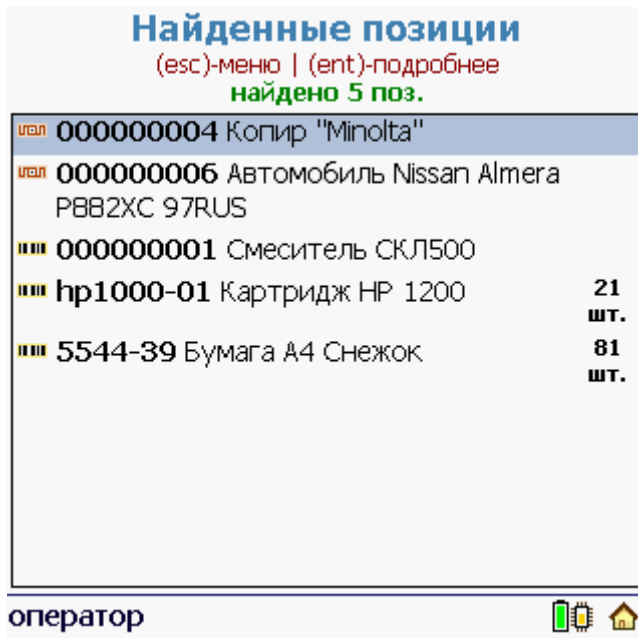 Найденные позиции
(esc)-меню | (ent)-подробнее
найдено 5 поз.
000000004 Копир "Minolta"
000000006 Автомобиль Nissan Almera
Р882ХС 97RUS
000000001 Смеситель СКЛ500
hp1000-01 Картридж HP 1200 21
шт.
5544-39 Бумага А4 Снежок 81
шт.
оператор